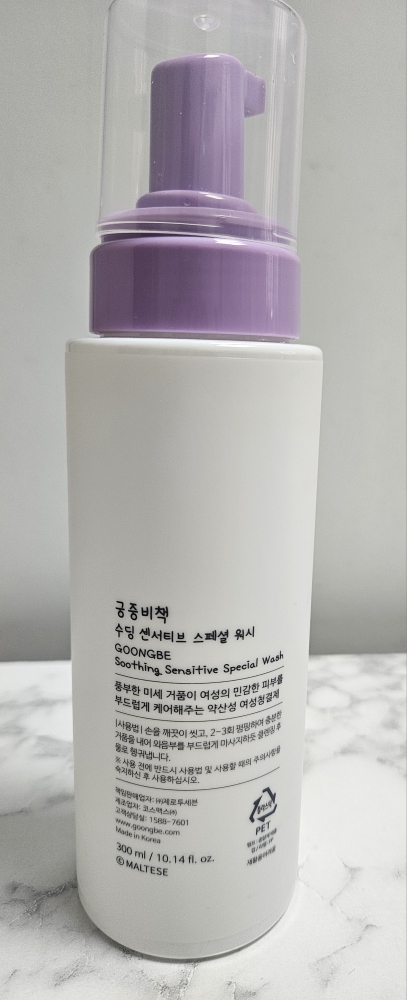 궁중비책
수딩 센서티브 스페셜 워시
GOONGBE
Soothing Sensitive Special Wash
풍부한 미세 거품이 여성의 민감한 피부를
부드럽게 케어해주는 약산성 여성청결제
|사용법| 손을 깨끗이 씻고, 2~3회 펌핑하여 충분한
거품을 내어 외음부를 부드럽게 마사지하듯 클렌징 후
물로 헹궈냅니다.
※ 사용 전에 반드시 사용법 및 사용할 때의 주의사항을
숙지하신 후 사용하십시오.
책임판매업자: ㈜제로투세븐
제조업자: 코스맥스㈜
고객상담실: 1588-7601
www.goongbe.com
Made in Korea
300 ml / 10.14 fl. oz.
ⓒ MALTESE
PET
재활용어려움